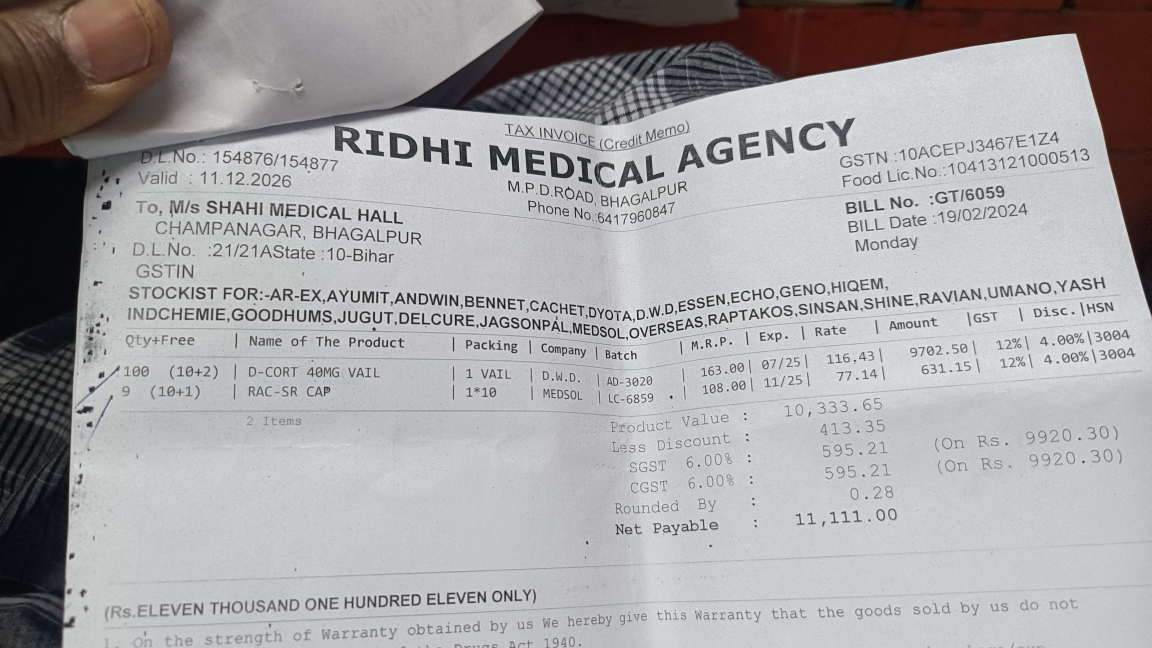 TAX INVOICE (Credit Memo)
RIDHI MEDICAL AGENCY
M.P.D.ROAD, BHAGALPUR
Phone No.:6417960847
D.L.No.: 154876/154877
Valid : 11.12.2026
GSTN :10ACEPJ3467E1Z4
Food Lic.No.:10413121000513
To, M/s SHAHI MEDICAL HALL
CHAMPANAGAR, BHAGALPUR
D.L.No. :21/21AState :10-Bihar
GSTIN
BILL No. :GT/6059
BILL Date :19/02/2024
Monday
STOCKIST FOR:-AR-EX,AYUMIT,ANDWIN,BENNET,CACHET,DYOTA,D.W.D,ESSEN,ECHO,GENO,HIQEM,
INDCHEMIE,GOODHUMS,JUGUT,DELCURE,JAGSONPAL,MEDSOL,OVERSEAS,RAPTAKOS,SINSAN,SHINE,RAVIAN,UMANO,YASH
Qty+Free | Name of The Product | Packing | Company | Batch | M.R.P. | Exp. | Rate | Amount |GST | Disc.|HSN
100 (10+2) | D-CORT 40MG VAIL | 1 VAIL | D.W.D. | AD-3020 | 163.00| 07/25| 116.43| 9702.50| 12%| 4.00%|3004
9 (10+1) | RAC-SR CAP | 1*10 | MEDSOL | LC-6859 | 108.00| 11/25| 77.14| 631.15| 12%| 4.00%|3004
2 Items
Product Value : 10,333.65
Less Discount : 413.35
SGST 6.00% : 595.21 (On Rs. 9920.30)
CGST 6.00% : 595.21 (On Rs. 9920.30)
Rounded By : 0.28
Net Payable : 11,111.00
(Rs.ELEVEN THOUSAND ONE HUNDRED ELEVEN ONLY)
1. On the strength of Warranty obtained by us We hereby give this Warranty that the goods sold by us do not
the Drugs Act 1940.